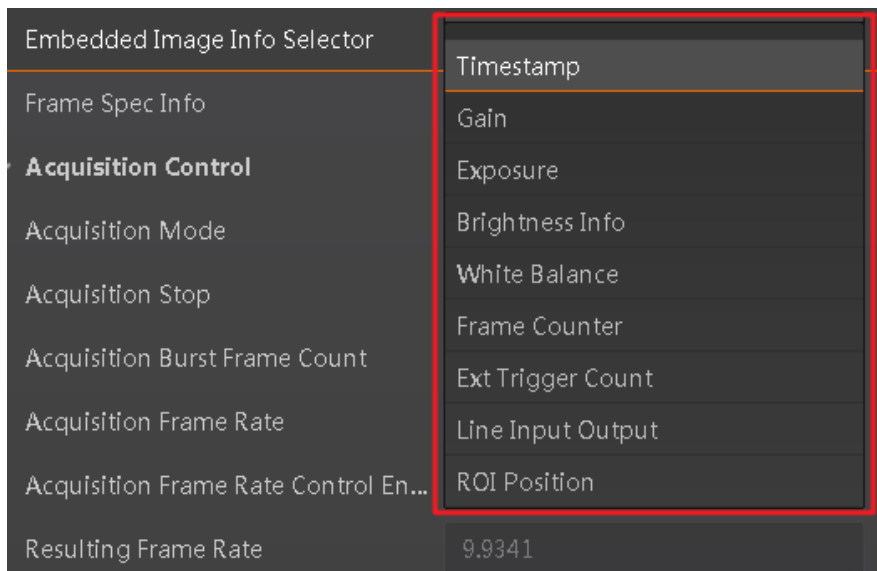 Embedded Image Info Selector
Timestamp
Frame Spec Info
Gain
Acquisition Control
Exposure
Acquisition Mode
Brightness Info
Acquisition Stop
White Balance
Acquisition Burst Frame Count
Frame Counter
Ext Trigger Count
Acquisition Frame Rate
Line Input Output
Acquisition Frame Rate Control En...
ROI Position
Resulting Frame Rate
9.9341